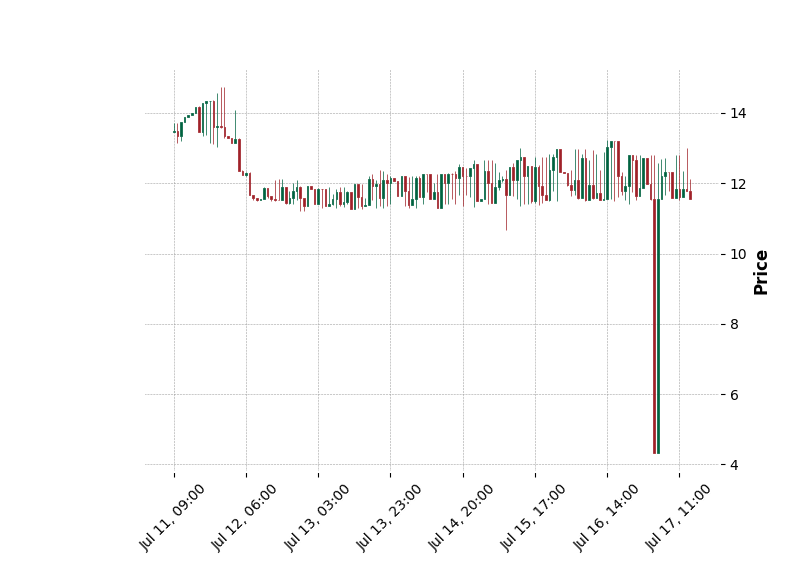 14
12
10
8
6
4
Price
Jul 11, 09:00
Jul 12, 06:00
Jul 13, 03:00
Jul 13, 23:00
Jul 14, 20:00
Jul 15, 17:00
Jul 16, 14:00
Jul 17, 11:00